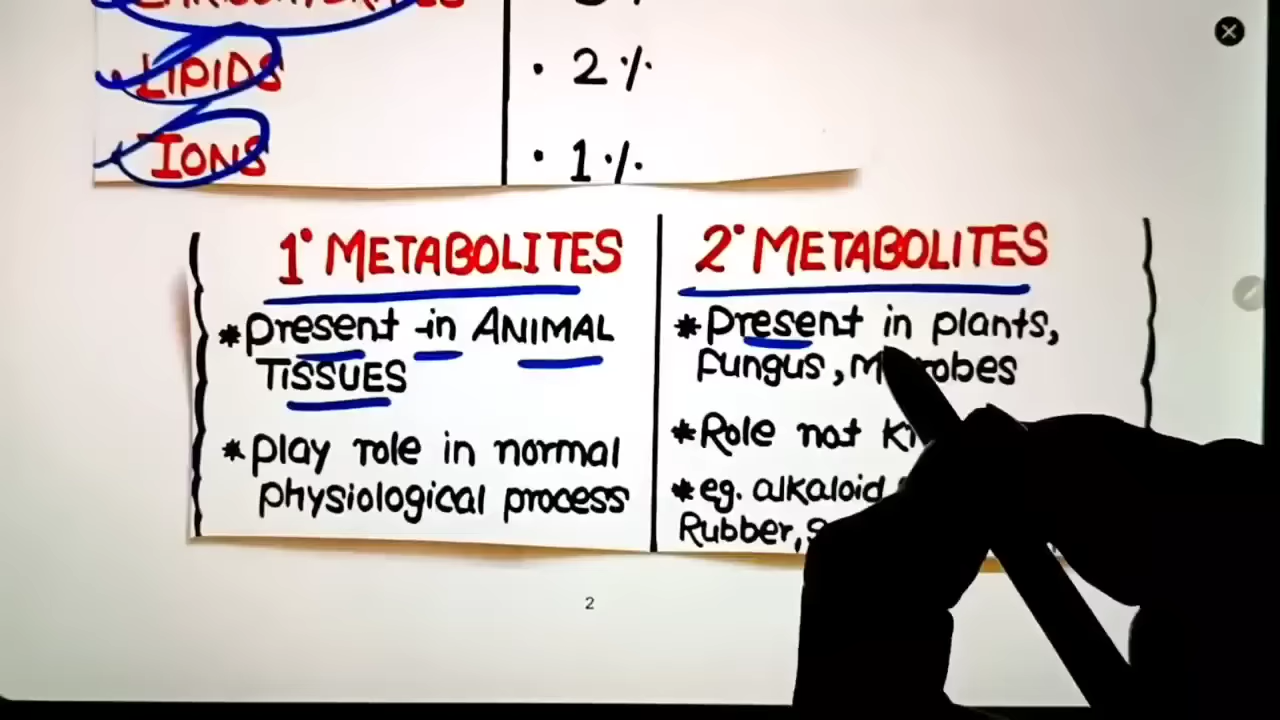 LIPIDS
· 2%
IONS
· 1%
1° METABOLITES
* present in ANIMAL
TISSUES
* play role in normal
physiological process
2° METABOLITES
* present in plants,
fungus,
* Role not
* eg. alkaloid
Rubber,
2